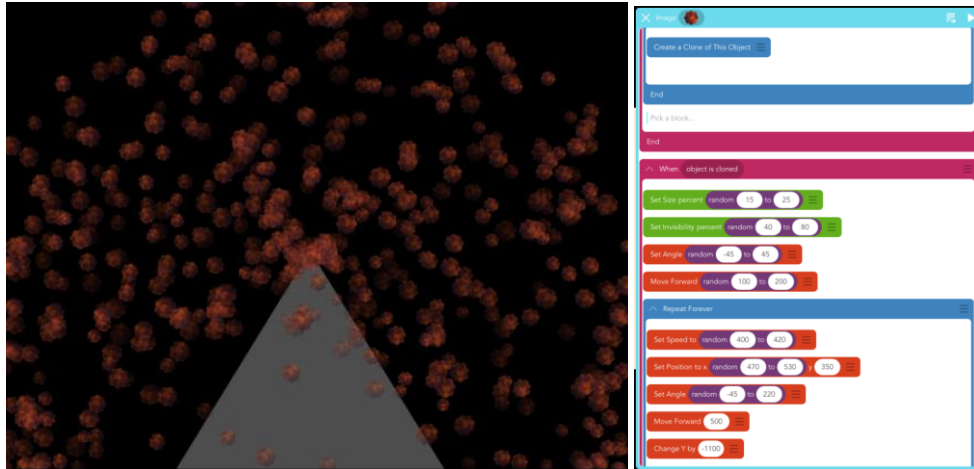 Image
Create a Clone of This Object
End
Pick a block...
End
When object is cloned
Set Size percent random 15 to 25
Set Invisibility percent random 40 to 80
Set Angle random -45 to 45
Move Forward random 100 to 200
Repeat Forever
Set Speed to random 400 to 420
Set Position to x random 470 to 530 y 350
Set Angle random -45 to 220
Move Forward 500
Change Y by -1100